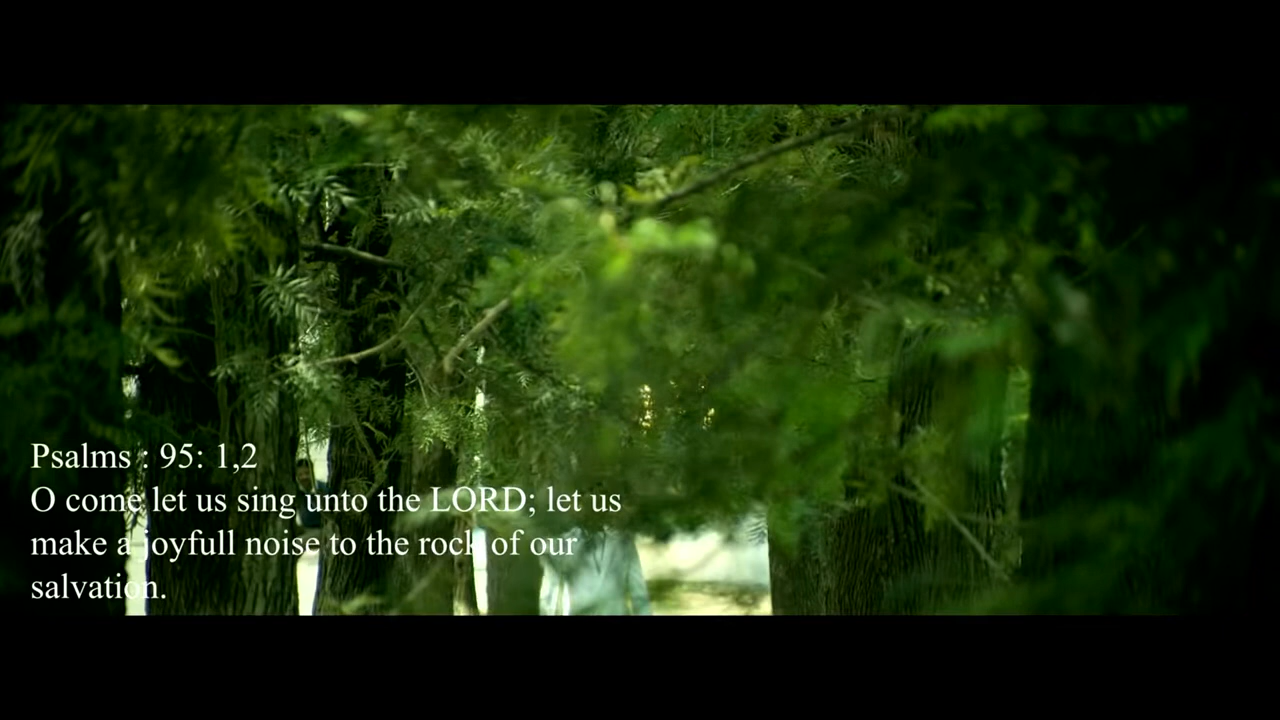 Psalms : 95: 1,2
O come let us sing unto the LORD; let us
make a joyfull noise to the rock of our
salvation.